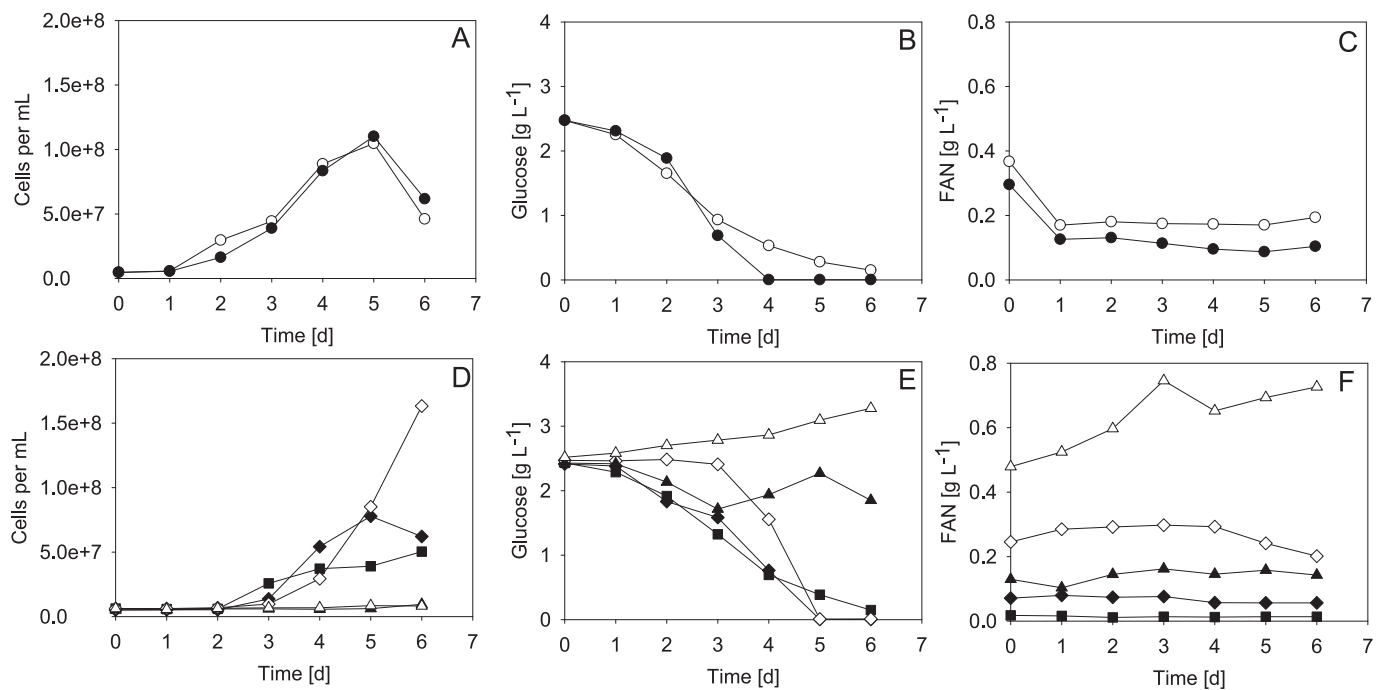 A
2.0e+8
1.5e+8
1.0e+8
5.0e+7
0.0
Cells per mL
0 1 2 3 4 5 6 7
Time [d]
B
4
3
2
1
0
Glucose [g L⁻¹]
0 1 2 3 4 5 6 7
Time [d]
C
0.8
0.6
0.4
0.2
0.0
FAN [g L⁻¹]
0 1 2 3 4 5 6 7
Time [d]
D
2.0e+8
1.5e+8
1.0e+8
5.0e+7
0.0
Cells per mL
0 1 2 3 4 5 6 7
Time [d]
E
4
3
2
1
0
Glucose [g L⁻¹]
0 1 2 3 4 5 6 7
Time [d]
F
0.8
0.6
0.4
0.2
0.0
FAN [g L⁻¹]
0 1 2 3 4 5 6 7
Time [d]